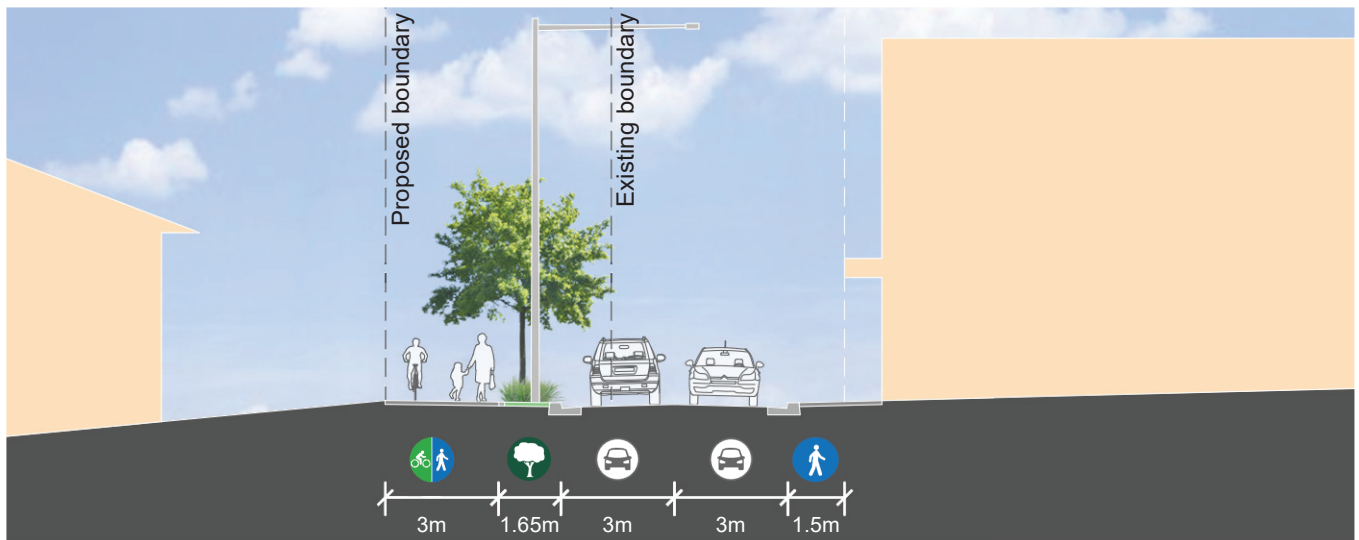 Proposed boundary
Existing boundary
3m
1.65m
3m
3m
1.5m